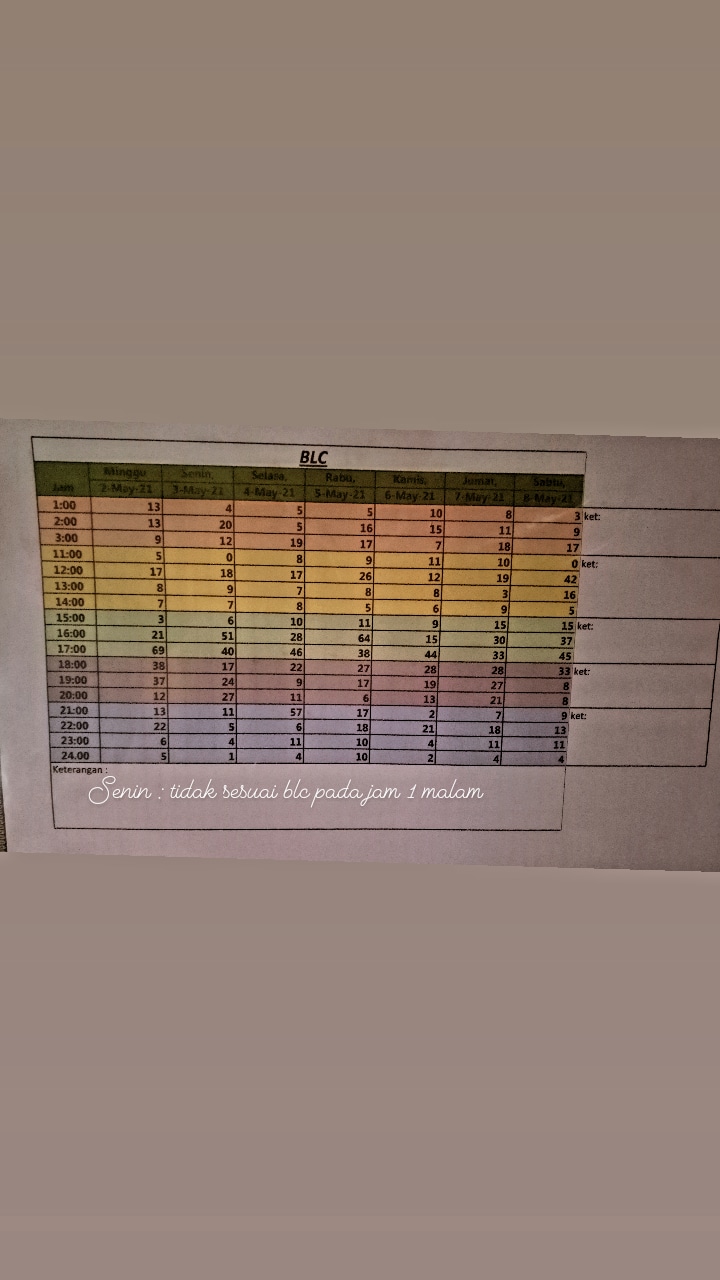 BLC
Jam Minggu Senin, Selasa, Rabu, Kamis, Jumat, Sabtu,
2-May-21 3-May-21 4-May-21 5-May-21 6-May-21 7-May-21 8-May-21
1:00 13 4 5 5 10 8 3 ket:
2:00 13 20 5 16 15 11 9
3:00 9 12 19 17 7 18 17
11:00 5 0 8 9 11 10 0 ket:
12:00 17 18 17 26 12 19 42
13:00 8 9 7 8 8 3 16
14:00 7 7 8 5 6 9 5
15:00 3 6 10 11 9 15 15 ket:
16:00 21 51 28 64 15 30 37
17:00 69 40 46 38 44 33 45
18:00 38 17 22 27 28 28 33 ket:
19:00 37 24 9 17 19 27 8
20:00 12 27 11 6 13 21 8
21:00 13 11 57 17 2 7 9 ket:
22:00 22 5 6 18 21 18 13
23:00 6 4 11 10 4 11 11
24.00 5 1 4 10 2 4 4
Keterangan :
Senin : tidak sesuai blc pada jam 1 malam